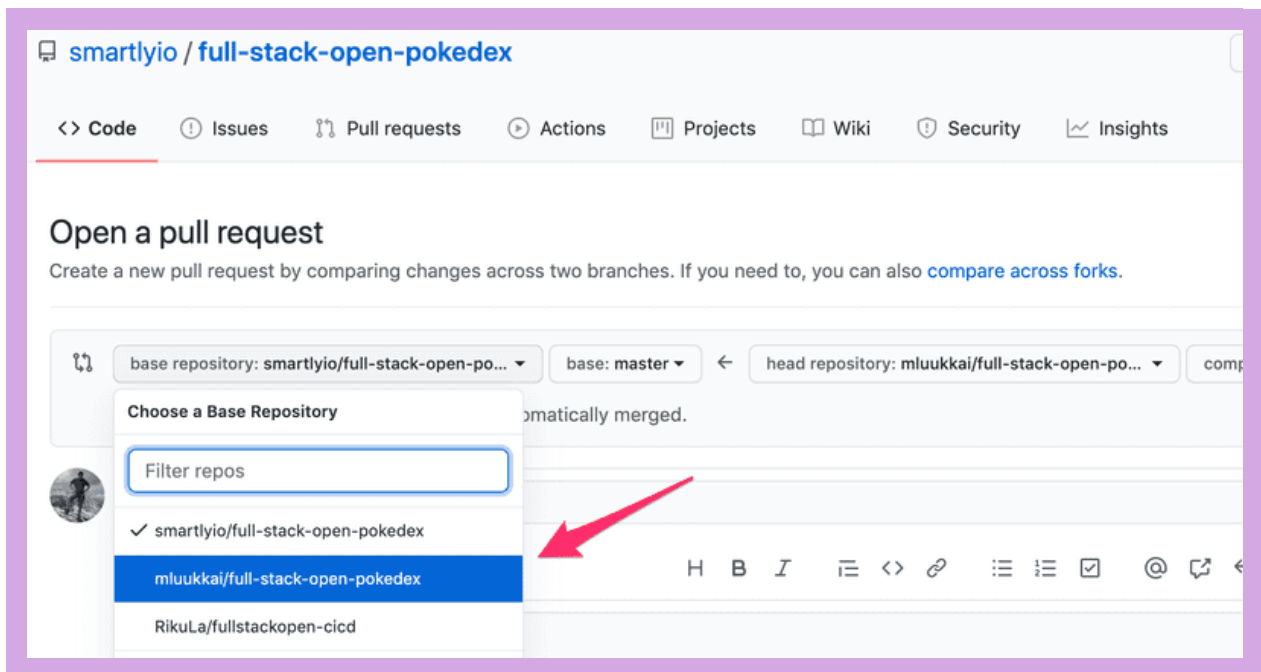 smartlyio / full-stack-open-pokedex
<> Code Issues Pull requests Actions Projects Wiki Security Insights
Open a pull request
Create a new pull request by comparing changes across two branches. If you need to, you can also compare across forks.
base repository: smartlyio/full-stack-open-po... base: master ← head repository: mluukkai/full-stack-open-po...
Choose a Base Repository
merged.
Filter repos
✓ smartlyio/full-stack-open-pokedex
mluukkai/full-stack-open-pokedex
H B I <> @
RikuLa/fullstackopen-cicd